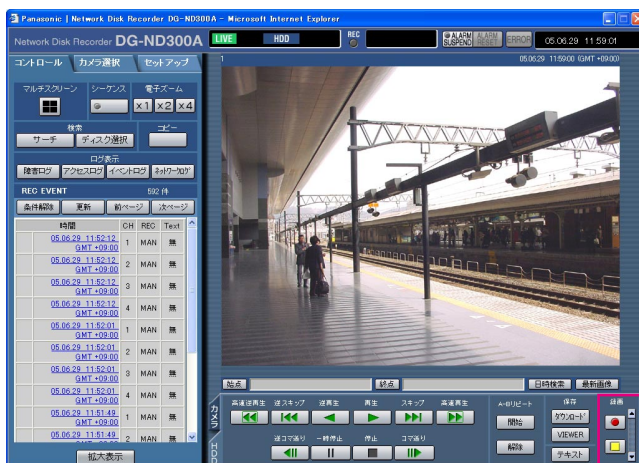 Panasonic | Network Disk Recorder DG-ND300A - Microsoft Internet Explorer
Network Disk Recorder DG-ND300A
LIVE
HDD
REC
ALARM SUSPEND
ALARM RESET
ERROR
05.06.29 11:59:01
コントロール カメラ選択 セットアップ
マルチスクリーン シーケンス 電子ズーム
x1 x2 x4
検索 コピー
サーチ ディスク選択
ログ表示
障害ログ アクセスログ イベントログ ネットワークログ
REC EVENT 592 件
条件解除 更新 前ページ 次ページ
時間 CH REC Text
05.06.29 11:52:12 GMT +09:00 1 MAN 無
05.06.29 11:52:12 GMT +09:00 2 MAN 無
05.06.29 11:52:12 GMT +09:00 3 MAN 無
05.06.29 11:52:12 GMT +09:00 4 MAN 無
05.06.29 11:52:01 GMT +09:00 1 MAN 無
05.06.29 11:52:01 GMT +09:00 2 MAN 無
05.06.29 11:52:01 GMT +09:00 3 MAN 無
05.06.29 11:52:01 GMT +09:00 4 MAN 無
05.06.29 11:51:49 GMT +09:00 1 MAN 無
05.06.29 11:51:49 2 MAN 無
拡大表示
1
05.06.29 11:59:00 (GMT +09:00)
始点 終点 日時検索 最新画像
カメラ
HDD
高速逆再生 逆スキップ 逆再生 再生 スキップ 高速再生
逆コマ送り 一時停止 停止 コマ送り
A-Bリピート
開始
解除
保存
ダウンロード
VIEWER
テキスト
録画